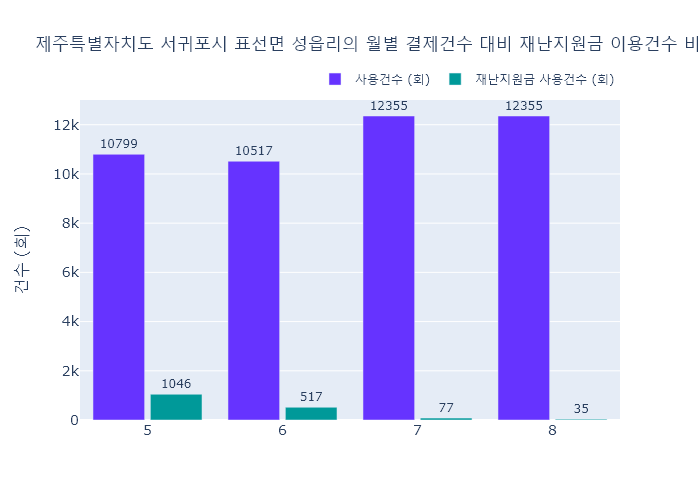 제주특별자치도 서귀포시 표선면 성읍리의 월별 결제건수 대비 재난지원금 이용건수 비
사용건수 (회)
재난지원금 사용건수 (회)
건수 (회)
12k
10k
8k
6k
4k
2k
0
10799
1046
10517
517
12355
77
12355
35
5
6
7
8